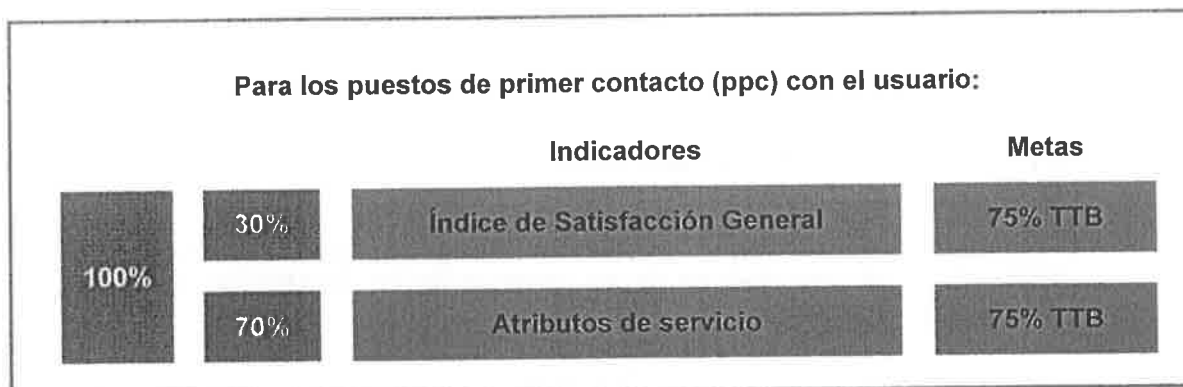 Para los puestos de primer contacto (ppc) con el usuario:
Indicadores Metas
100%
30% Índice de Satisfacción General 75% TTB
70% Atributos de servicio 75% TTB